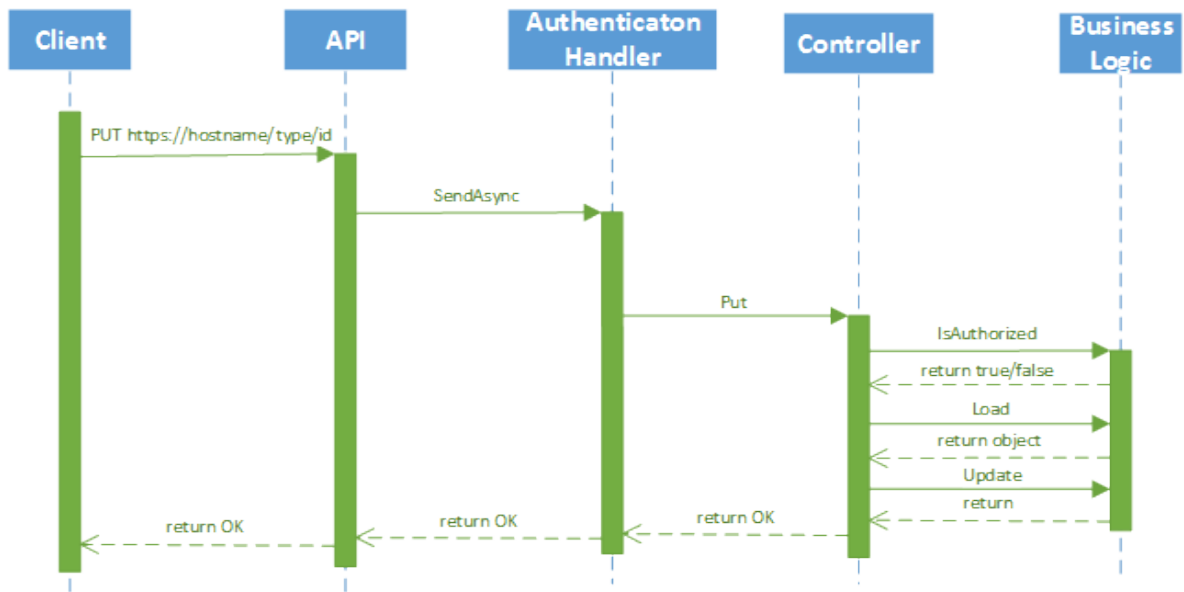 Client
API
Authenticaton
Handler
Controller
Business
Logic
PUT https://hostname/type/id
SendAsync
Put
IsAuthorized
return true/false
Load
return object
Update
return
return OK
return OK
return OK